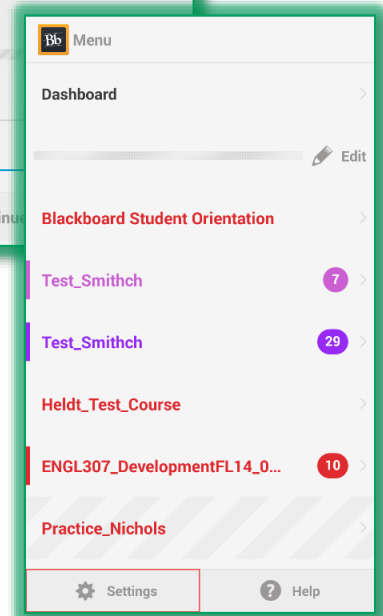 Bb Menu
Dashboard
Edit
Blackboard Student Orientation
Test_Smithch 7
Test_Smithch 29
Heldt_Test_Course
ENGL307_DevelopmentFL14_0... 10
Practice_Nichols
Settings Help